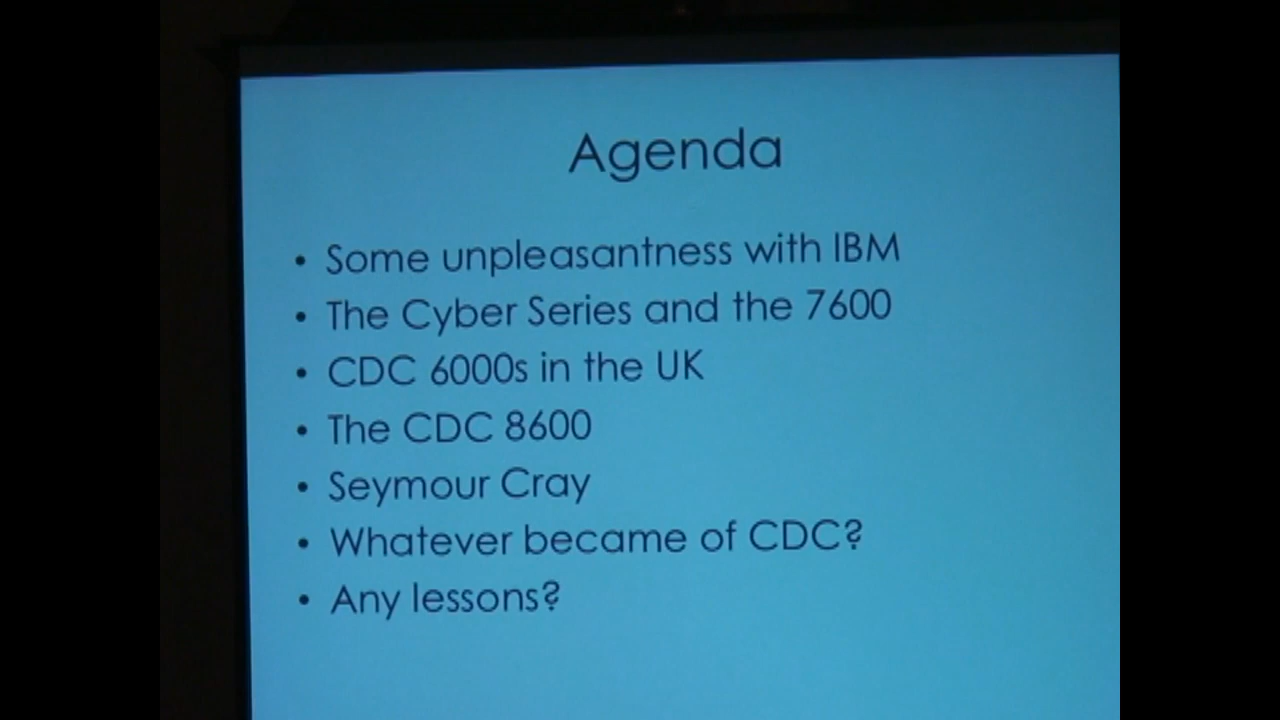 Agenda
• Some unpleasantness with IBM
• The Cyber Series and the 7600
• CDC 6000s in the UK
• The CDC 8600
• Seymour Cray
• Whatever became of CDC?
• Any lessons?